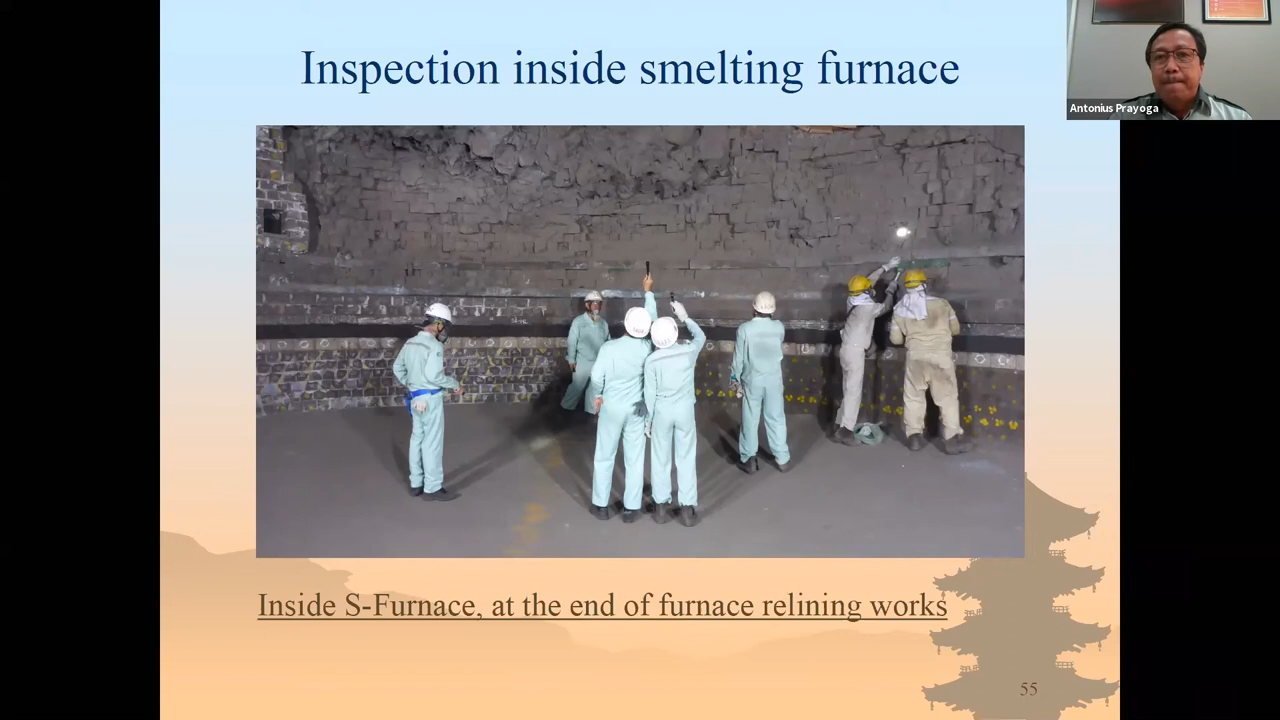 Inspection inside smelting furnace
Antonius Prayoga
Inside S-Furnace, at the end of furnace relining works
55